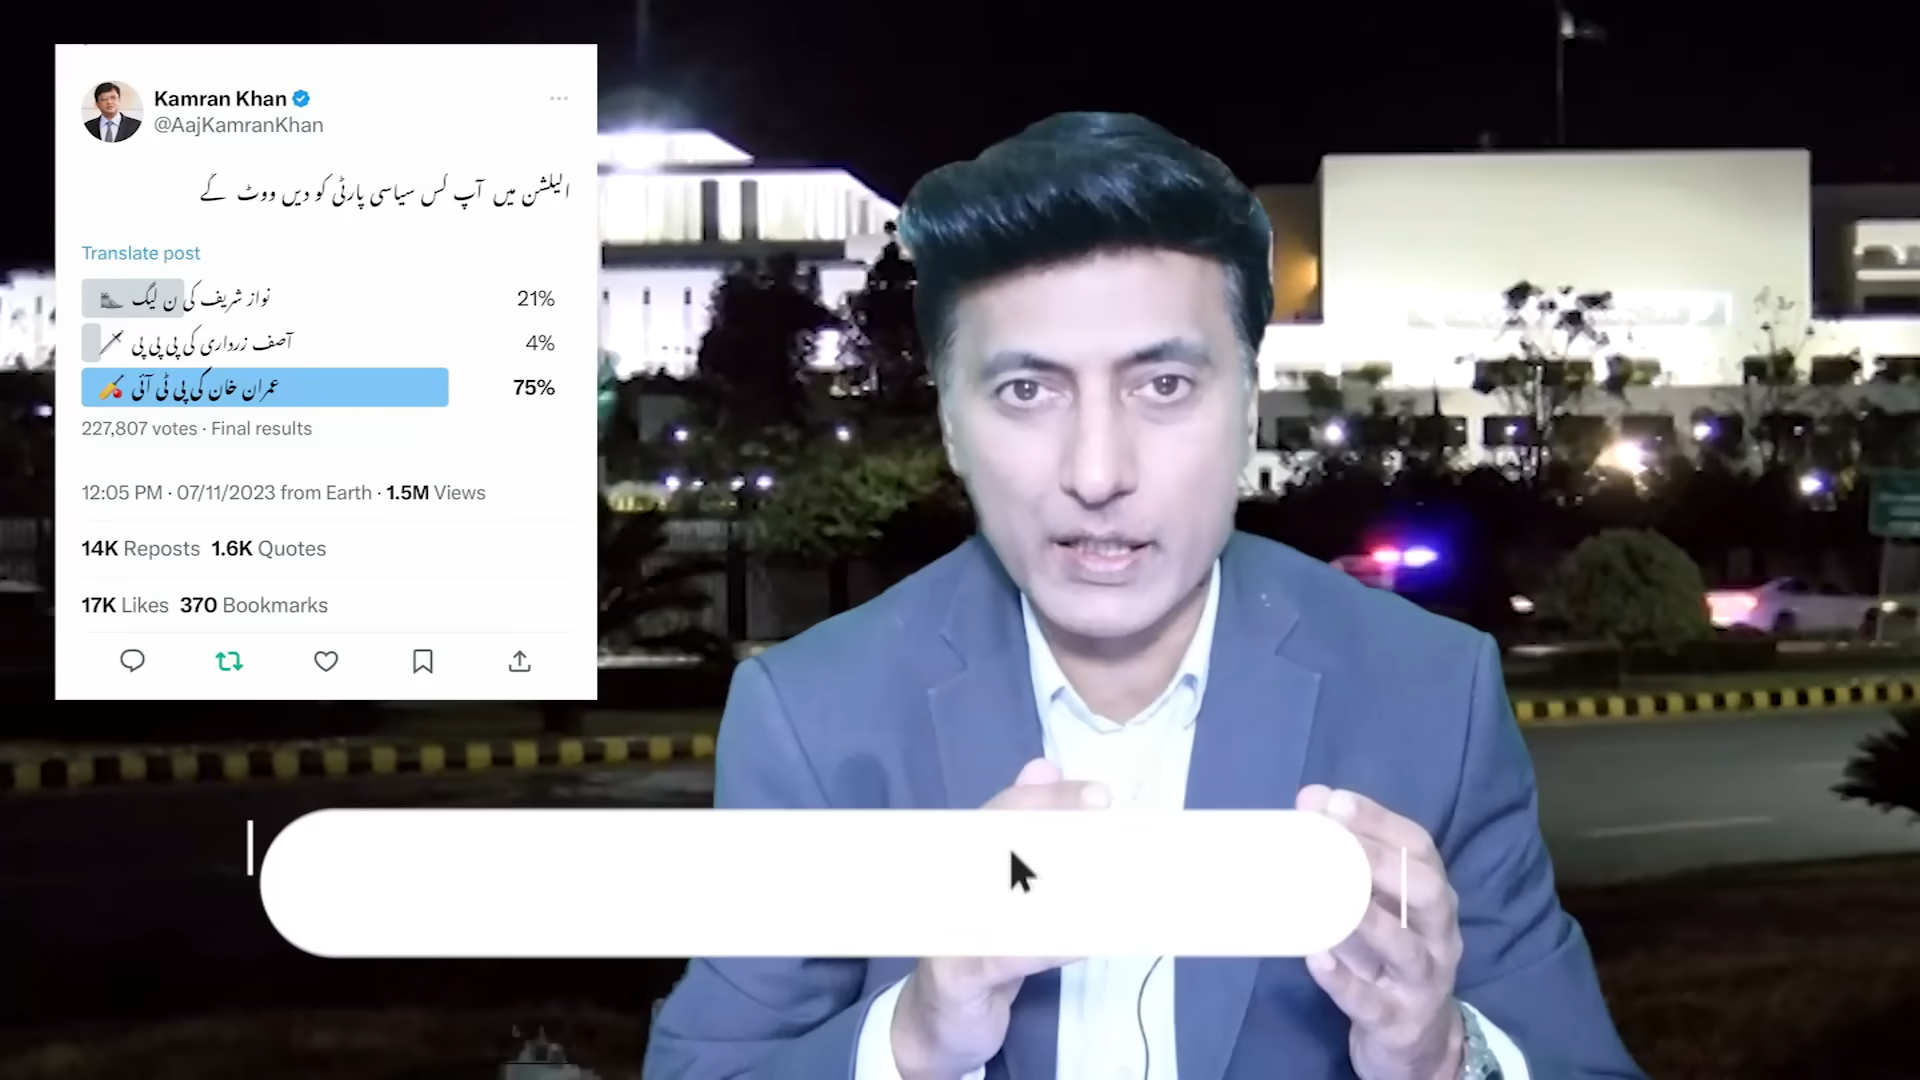 Kamran Khan
@AajKamranKhan
الیکشن میں آپ کس سیاسی پارٹی کو دیں ووٹ گے
Translate post
نواز شریف کی ن لیگ 21%
آصف زرداری کی پی پی پی 4%
عمران خان کی پی ٹی آئی 75%
227,807 votes · Final results
12:05 PM · 07/11/2023 from Earth · 1.5M Views
14K Reposts 1.6K Quotes
17K Likes 370 Bookmarks